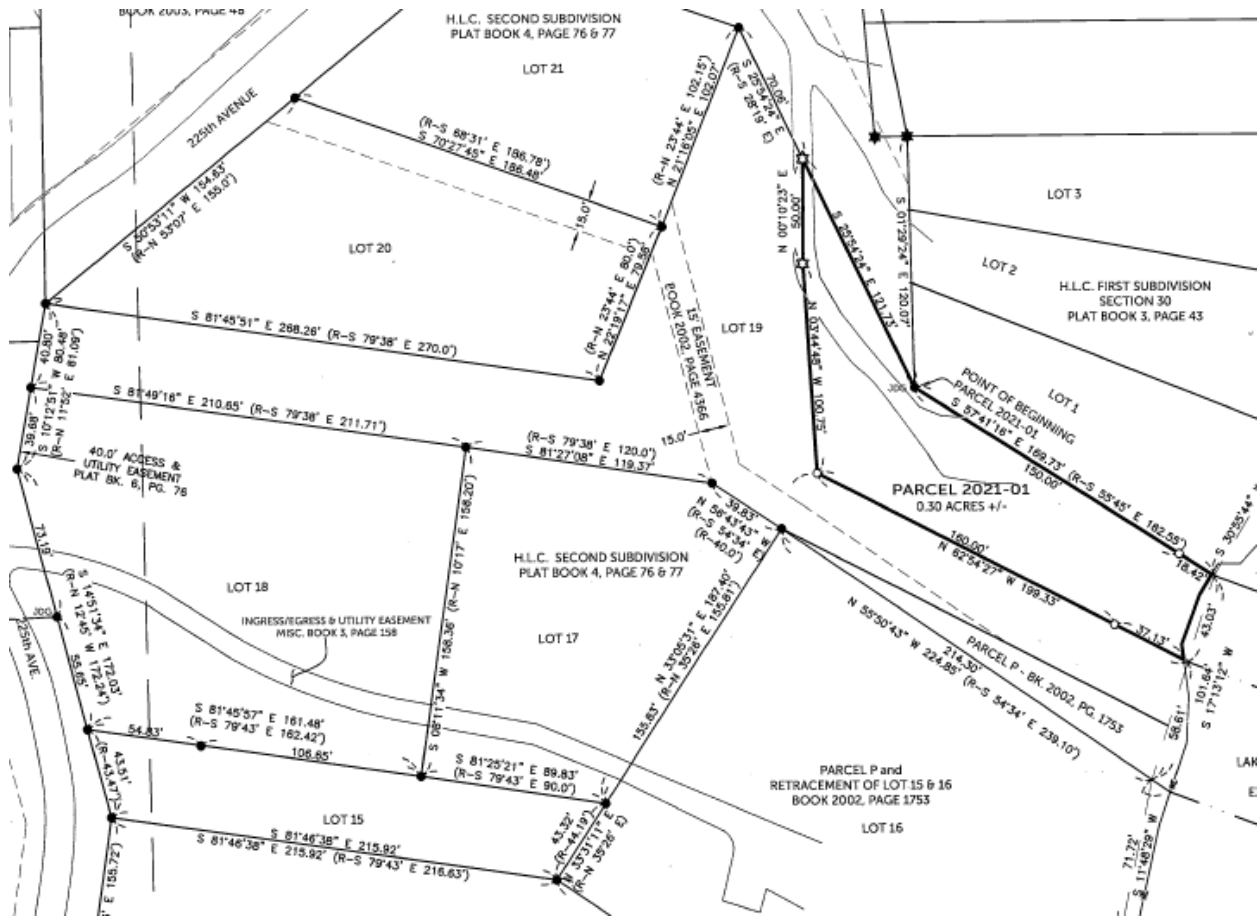 BOOK 2003, PAGE 48
H.L.C. SECOND SUBDIVISION
PLAT BOOK 4, PAGE 76 & 77
LOT 21
225th AVENUE
(R-S 68'31' E 186.78')
S 70'27'45" E 186.48'
(R-N 23'44' E 102.15')
N 21'16'05" E 102.07'
70.06'
S 25'54'24" E
(R-S 28'19' E)
S 50'53'11" W 154.63'
(R-N 53'07' E 155.0')
15.0'
N 00'10'23" E
50.00'
LOT 3
LOT 20
S 25'54'24" E 121.73'
S 01'29'24" E 120.07'
LOT 2
H.L.C. FIRST SUBDIVISION
SECTION 30
PLAT BOOK 3, PAGE 43
(R-N 23'44' E 80.0')
N 22'19'17" E 79.58'
S 81'45'51" E 268.26' (R-S 79'38' E 270.0')
15' EASEMENT
BOOK 2002, PAGE 4366
LOT 19
N 03'44'48" W 100.75'
LOT 1
40.80'
S 10'12'51" W 80.48'
(R-N 11'52' E 81.09')
39.68'
S 81'49'16" E 210.65' (R-S 79'38' E 211.71')
JDG
POINT OF BEGINNING
PARCEL 2021-01
S 57'41'16" E 169.73' (R-S 55'45' E 182.55')
150.00'
(R-S 79'38' E 120.0')
S 81'27'08" E 119.37'
15.0'
40.0' ACCESS &
UTILITY EASEMENT
PLAT BK. 6, PG. 76
PARCEL 2021-01
0.30 ACRES +/-
39.83'
N 56'43'43" W
(R-S 54'34' E)
(R-40.0')
73.19'
S 14'51'34" E 172.03'
(R-N 12'45' W 172.24')
160.00'
N 62'54'27" W 199.33'
18.42'
S 30'55'44" W
H.L.C. SECOND SUBDIVISION
PLAT BOOK 4, PAGE 76 & 77
LOT 18
S 08'11'34" W 158.36' (R-N 10'17' E 158.20')
JDG
INGRESS/EGRESS & UTILITY EASEMENT
MISC. BOOK 3, PAGE 158
LOT 17
N 33'05'31" E 187.40'
(R-N 35'26' E 155.81')
155.83'
N 55'50'43" W 224.85' (R-S 54'34' E 239.10')
214.30'
37.13'
43.03'
PARCEL P - BK. 2002, PG. 1753
101.64'
S 17'13'12" W
58.61'
225th AVE.
55.65'
54.83'
S 81'45'57" E 161.48'
(R-S 79'43' E 162.42')
106.65'
43.51'
(R-43.47')
S 81'25'21" E 89.83'
(R-S 79'43' E 90.0')
PARCEL P and
RETRACEMENT OF LOT 15 & 16
BOOK 2002, PAGE 1753
LOT 16
LAK
E
LOT 15
S 81'46'38" E 215.92'
S 81'46'38" E 215.92' (R-S 79'43' E 216.63')
43.32'
(R-44.19')
N 33'31'11" E
(R-N 35'26' E)
71.72'
S 11'48'29" W
E 155.72'